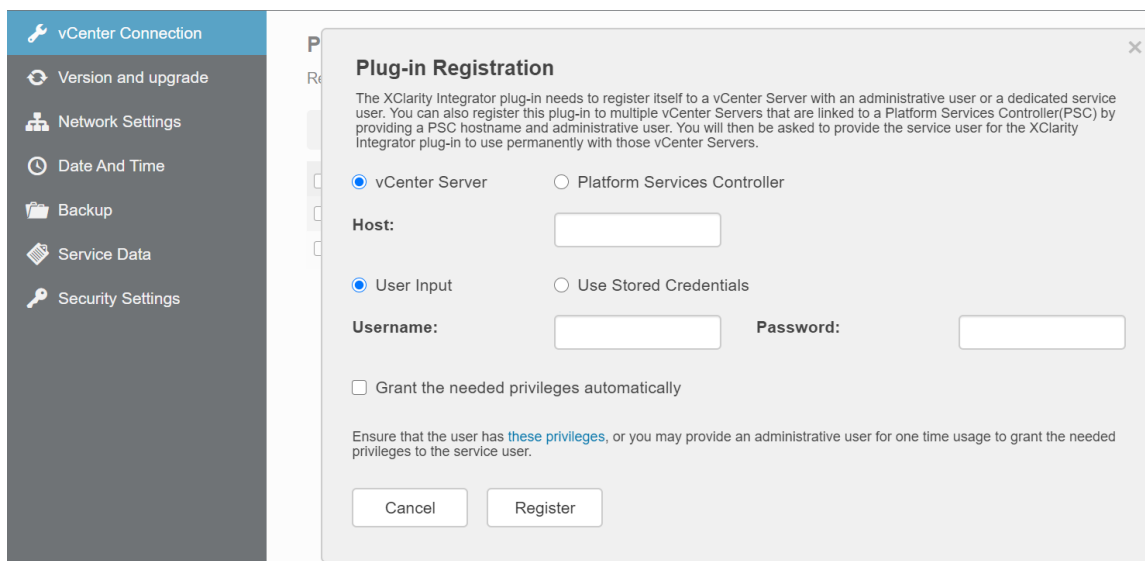 vCenter Connection
Version and upgrade
Network Settings
Date And Time
Backup
Service Data
Security Settings
P
Re
×
Plug-in Registration
The XClarity Integrator plug-in needs to register itself to a vCenter Server with an administrative user or a dedicated service
user. You can also register this plug-in to multiple vCenter Servers that are linked to a Platform Services Controller(PSC) by
providing a PSC hostname and administrative user. You will then be asked to provide the service user for the XClarity
Integrator plug-in to use permanently with those vCenter Servers.
vCenter Server Platform Services Controller
Host:
User Input Use Stored Credentials
Username: Password:
Grant the needed privileges automatically
Ensure that the user has these privileges, or you may provide an administrative user for one time usage to grant the needed
privileges to the service user.
Cancel Register